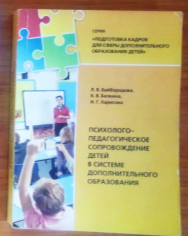 СЕРИЯ
«ПОДГОТОВКА КАДРОВ
ДЛЯ СФЕРЫ ДОПОЛНИТЕЛЬНОГО
ОБРАЗОВАНИЯ ДЕТЕЙ»
Л. В. Байбородова,
В. В. Белкина,
И. Г. Харисова
ПСИХОЛОГО-
ПЕДАГОГИЧЕСКОЕ
СОПРОВОЖДЕНИЕ
ДЕТЕЙ
В СИСТЕМЕ
ДОПОЛНИТЕЛЬНОГО
ОБРАЗОВАНИЯ